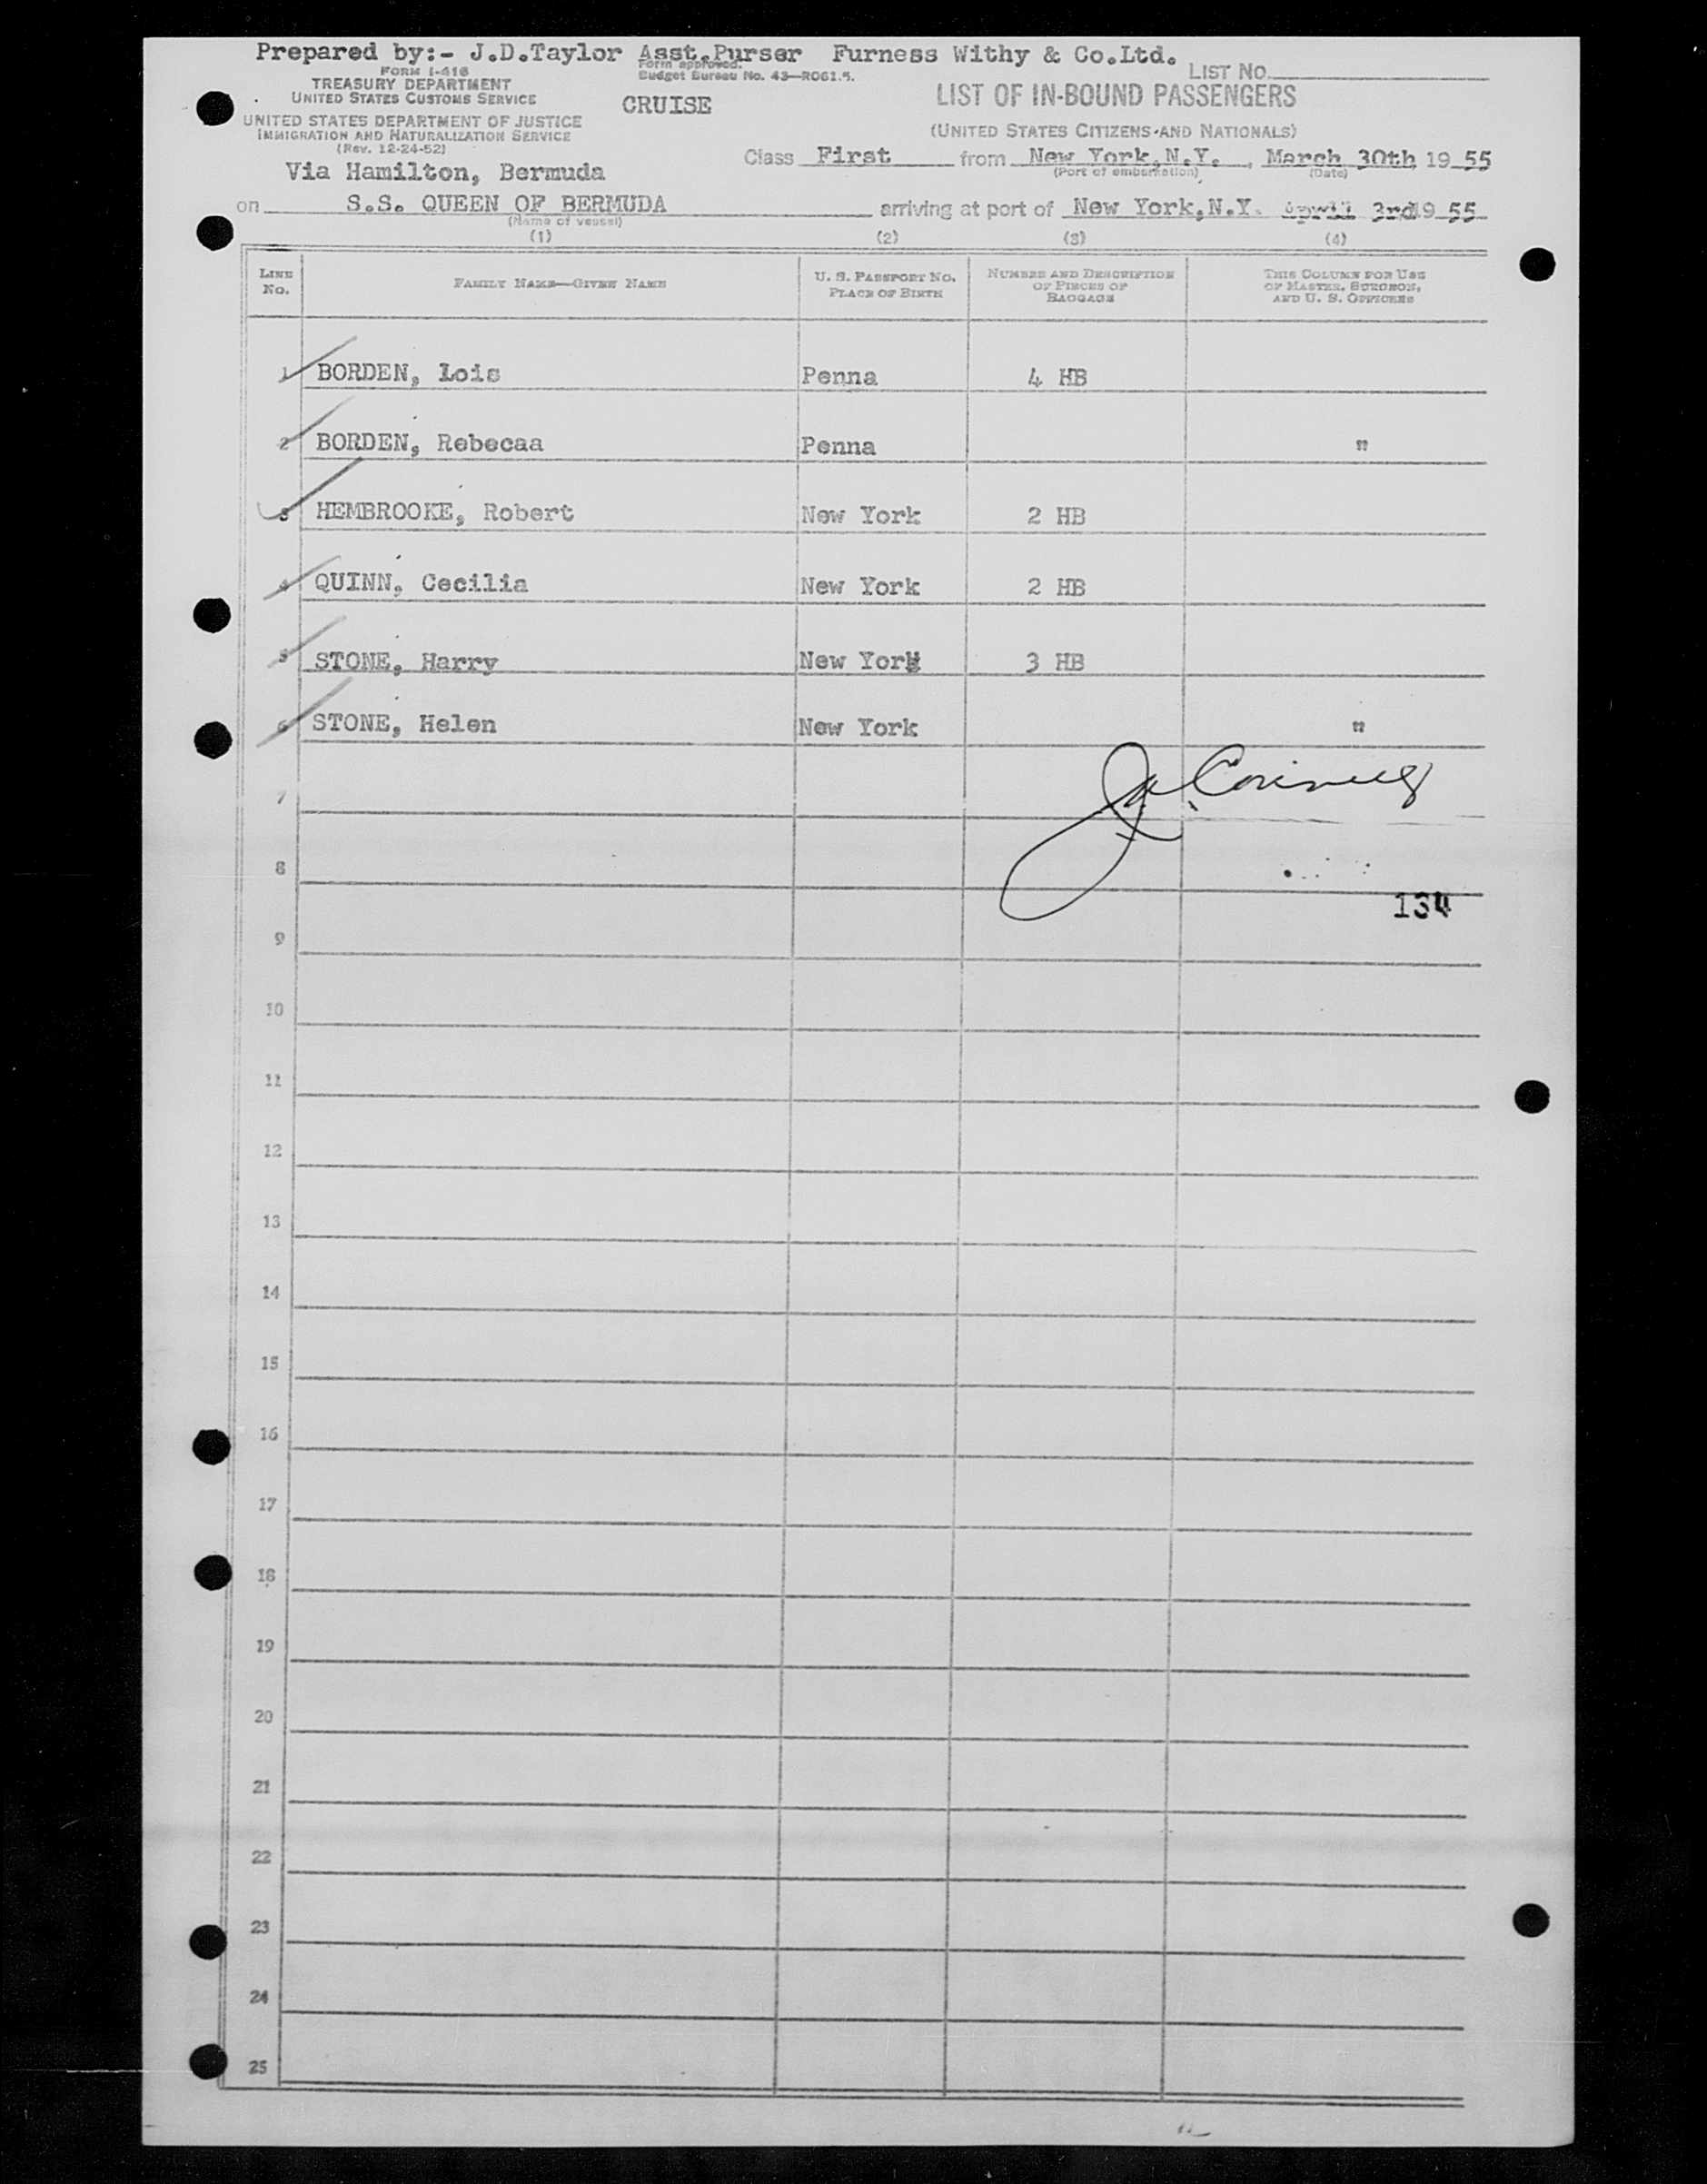 Prepared by:- J.D.Taylor Asst.Purser Furness Withy & Co.Ltd.
FORM I-418
TREASURY DEPARTMENT
UNITED STATES CUSTOMS SERVICE
UNITED STATES DEPARTMENT OF JUSTICE
IMMIGRATION AND NATURALIZATION SERVICE
(Rev. 12-24-52)
Form approved.
Budget Bureau No. 43—R061.5.
CRUISE
LIST NO.
LIST OF IN-BOUND PASSENGERS
(UNITED STATES CITIZENS AND NATIONALS)
Via Hamilton, Bermuda
Class First from New York, N.Y., March 30th, 19 55
(Port of embarkation) (Date)
on S.S. QUEEN OF BERMUDA arriving at port of New York, N.Y. April 3rd 19 55
(Name of vessel)
(1) (2) (3) (4)
LINE No. FAMILY NAME—GIVEN NAME U. S. PASSPORT NO. PLACE OF BIRTH NUMBER AND DESCRIPTION OF PIECES OF BAGGAGE THIS COLUMN FOR USE OF MASTER, SURGEON, AND U. S. OFFICERS
1 BORDEN, Lois Penna 4 HB
2 BORDEN, Rebecaa Penna "
3 HEMBROOKE, Robert New York 2 HB
4 QUINN, Cecilia New York 2 HB
5 STONE, Harry New York 3 HB
6 STONE, Helen New York "
7
8
134
9
10
11
12
13
14
15
16
17
18
19
20
21
22
23
24
25